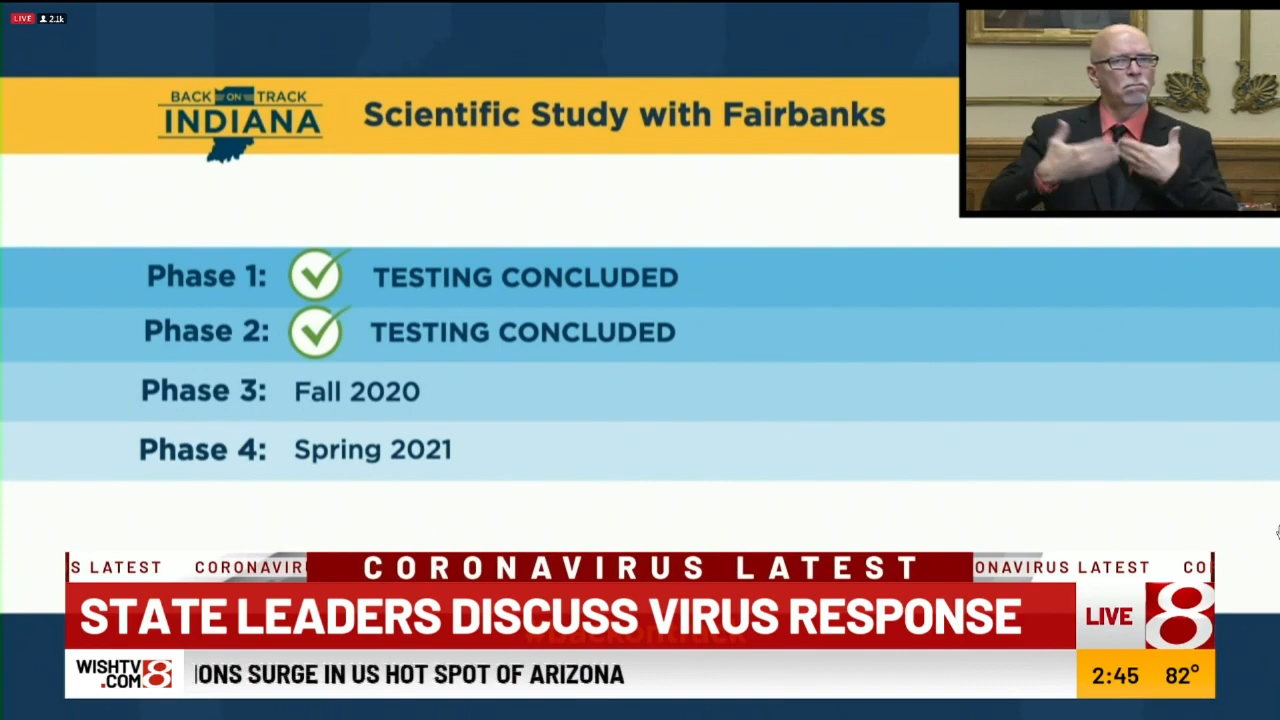 LIVE 2.1k
BACK ON TRACK
INDIANA
Scientific Study with Fairbanks
Phase 1: TESTING CONCLUDED
Phase 2: TESTING CONCLUDED
Phase 3: Fall 2020
Phase 4: Spring 2021
S LATEST CORONAVIR CORONAVIRUS LATEST ONAVIRUS LATEST CO
STATE LEADERS DISCUSS VIRUS RESPONSE
LIVE 8
#backontrack
WISHTV8.COM
IONS SURGE IN US HOT SPOT OF ARIZONA
2:45 82°